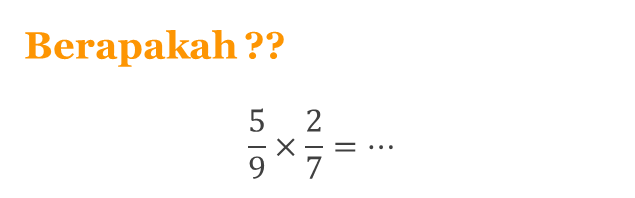 Berapakah ??
5/9 × 2/7 = ⋯